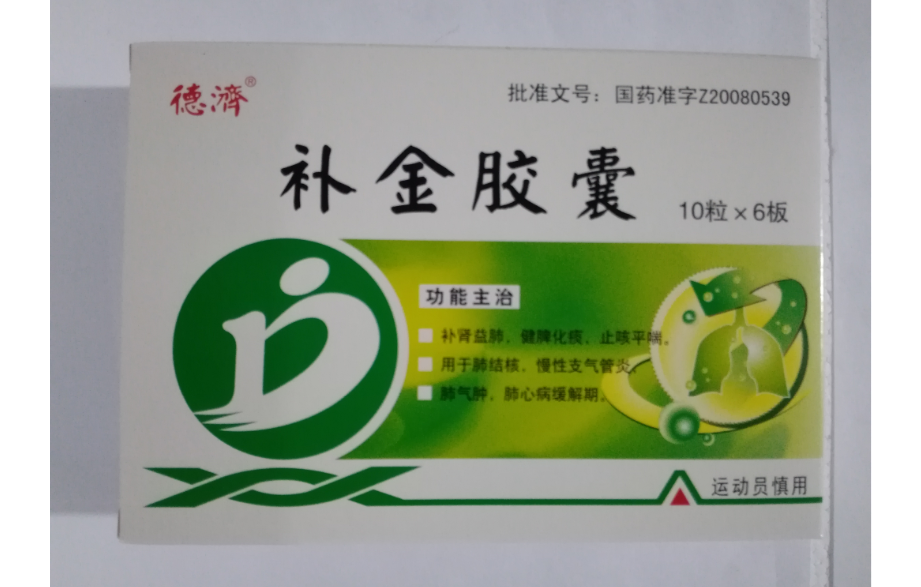 德濟®
批准文号：国药准字Z20080539
补金胶囊
10粒×6板
功能主治
补肾益肺，健脾化痰，止咳平喘。
用于肺结核，慢性支气管炎，
肺气肿，肺心病缓解期。
运动员慎用